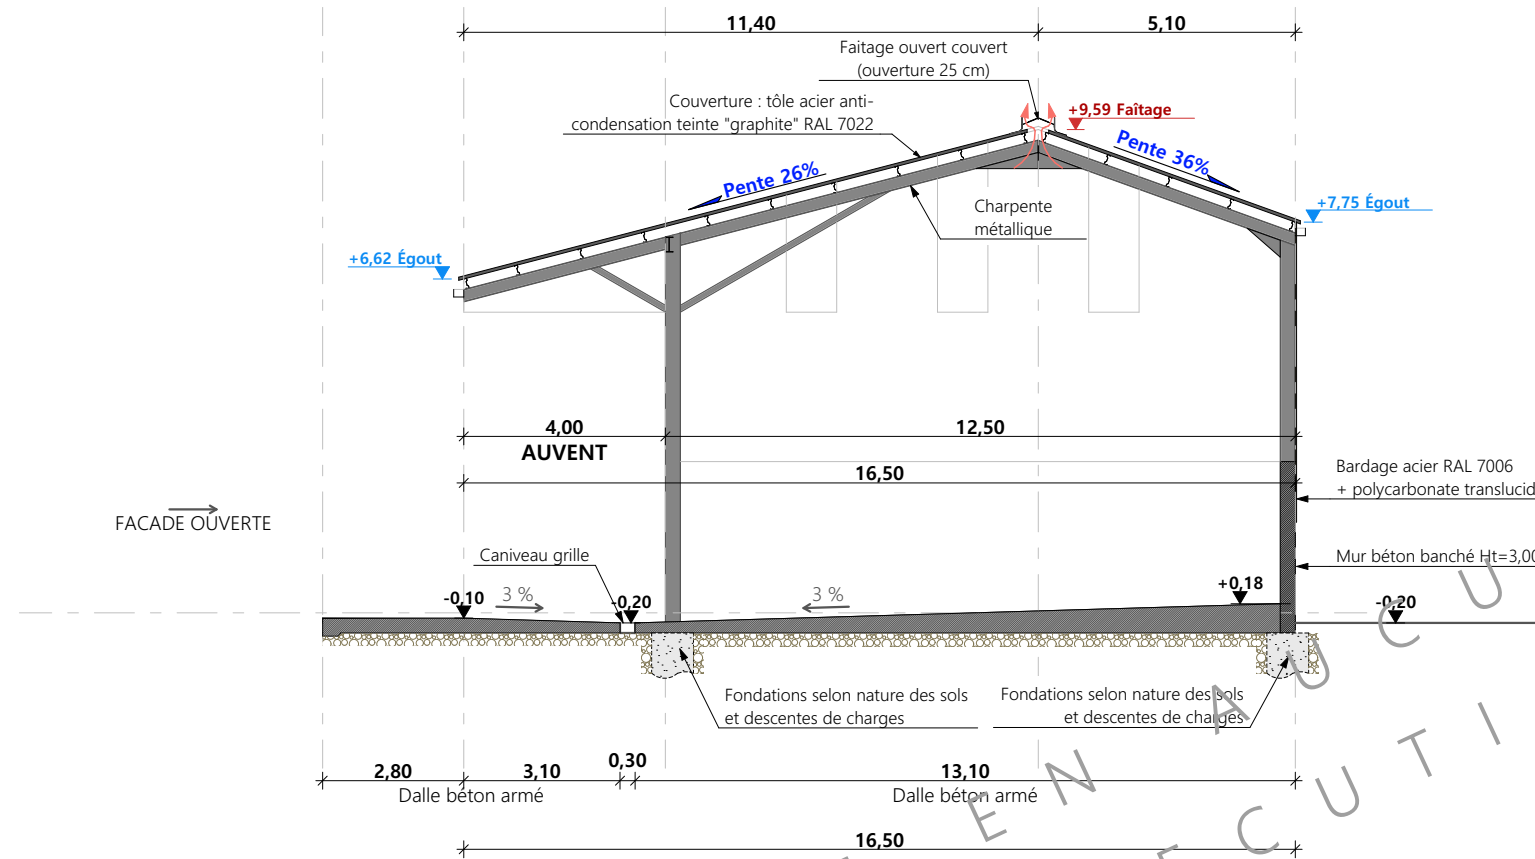 11,40
5,10
Faitage ouvert couvert
(ouverture 25 cm)
Couverture : tôle acier anti-
condensation teinte "graphite" RAL 7022
+9,59 Faîtage
Pente 26%
Pente 36%
Charpente
métallique
+7,75 Égout
+6,62 Égout
4,00
12,50
AUVENT
16,50
Bardage acier RAL 7006
+ polycarbonate translucid
FACADE OUVERTE
Caniveau grille
Mur béton banché Ht=3,00
-0,10
3 %
-0,20
3 %
+0,18
-0,20
Fondations selon nature des sols
et descentes de charges
Fondations selon nature des sols
et descentes de charges
2,80
3,10
0,30
13,10
Dalle béton armé
Dalle béton armé
16,50
EN AUCU
ECUTI